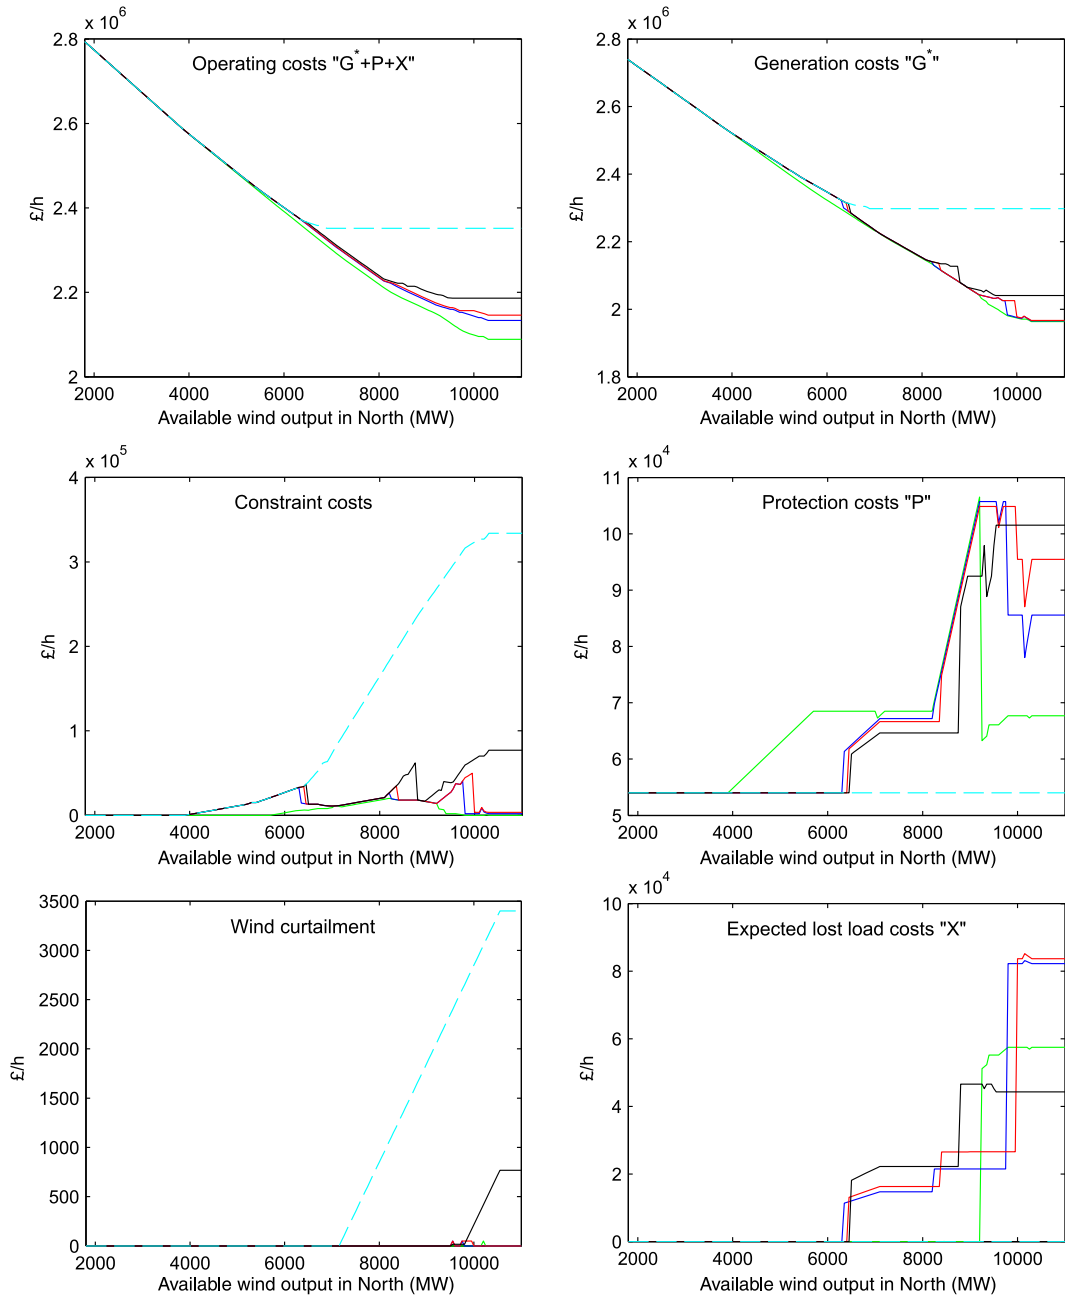 x 10^6
Operating costs "G*+P+X"
2.8
2.6
2.4
2.2
2
£/h
2000 4000 6000 8000 10000
Available wind output in North (MW)
x 10^6
Generation costs "G*"
2.8
2.6
2.4
2.2
2
1.8
£/h
2000 4000 6000 8000 10000
Available wind output in North (MW)
x 10^5
Constraint costs
4
3
2
1
0
£/h
2000 4000 6000 8000 10000
Available wind output in North (MW)
x 10^4
Protection costs "P"
11
10
9
8
7
6
5
£/h
2000 4000 6000 8000 10000
Available wind output in North (MW)
Wind curtailment
3500
3000
2500
2000
1500
1000
500
0
£/h
2000 4000 6000 8000 10000
Available wind output in North (MW)
x 10^4
Expected lost load costs "X"
10
8
6
4
2
0
£/h
2000 4000 6000 8000 10000
Available wind output in North (MW)